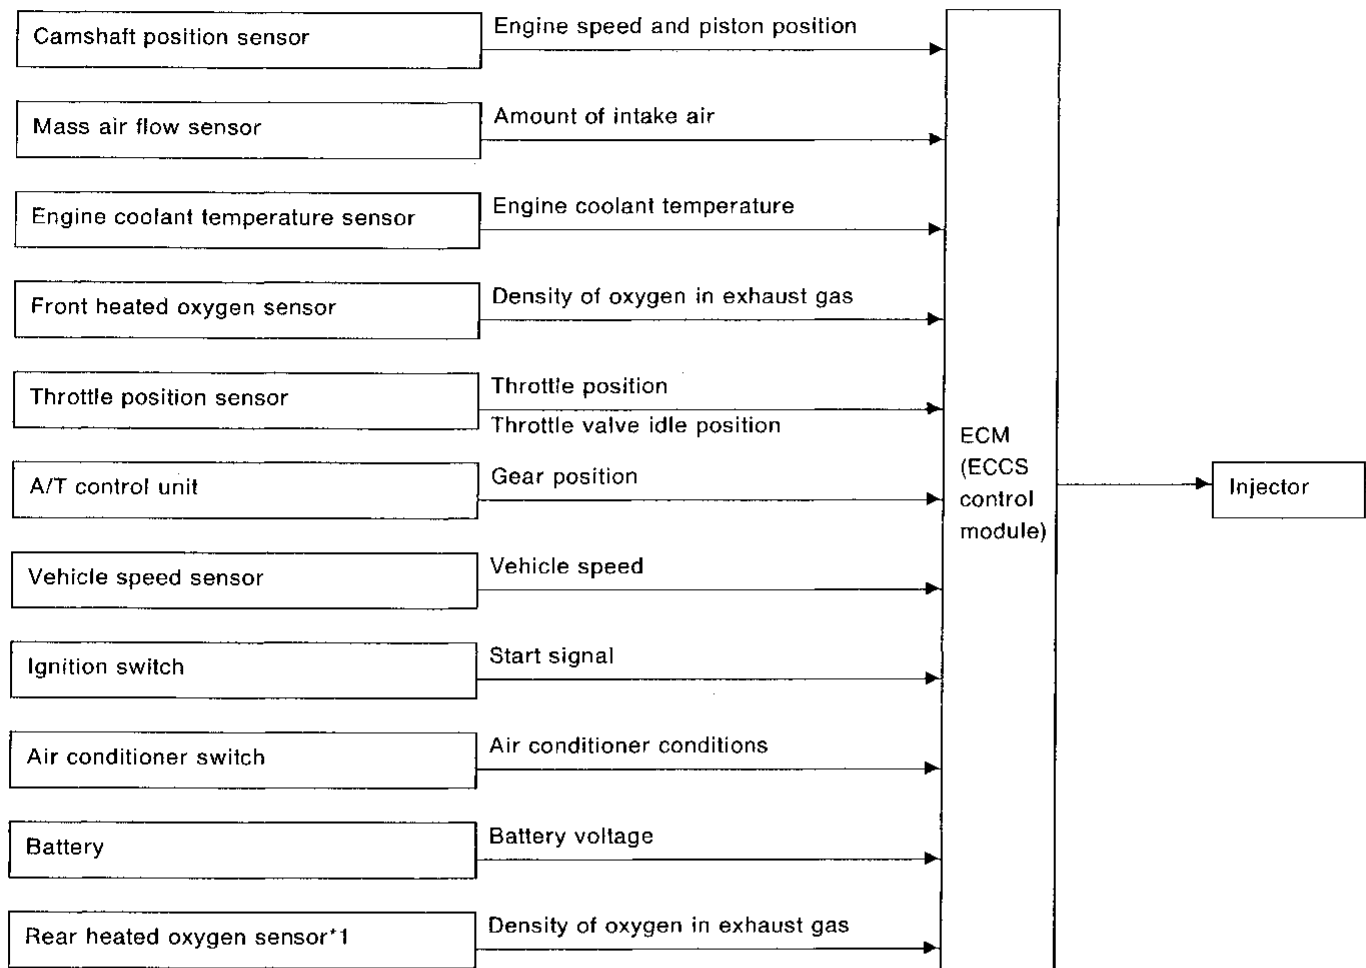 Camshaft position sensor
Engine speed and piston position
Mass air flow sensor
Amount of intake air
Engine coolant temperature sensor
Engine coolant temperature
Front heated oxygen sensor
Density of oxygen in exhaust gas
Throttle position sensor
Throttle position
Throttle valve idle position
A/T control unit
Gear position
Vehicle speed sensor
Vehicle speed
Ignition switch
Start signal
Air conditioner switch
Air conditioner conditions
Battery
Battery voltage
Rear heated oxygen sensor*1
Density of oxygen in exhaust gas
ECM
(ECCS
control
module)
Injector